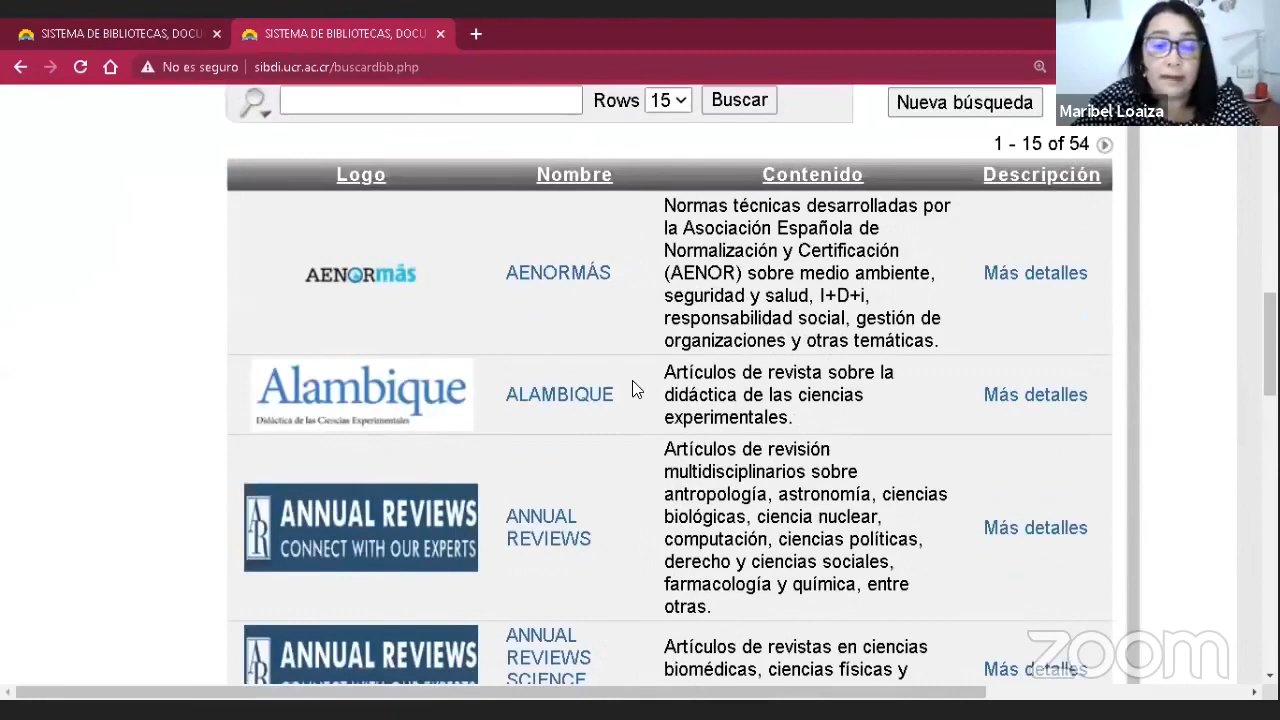 SISTEMA DE BIBLIOTECAS, DOCU
SISTEMA DE BIBLIOTECAS, DOCU
No es seguro
sibdi.ucr.ac.cr/buscardbb.php
Maribel Loaiza
Rows 15 Buscar
Nueva búsqueda
1 - 15 of 54
Logo Nombre Contenido Descripción
AENORmás
AENORMÁS
Normas técnicas desarrolladas por
la Asociación Española de
Normalización y Certificación
(AENOR) sobre medio ambiente,
seguridad y salud, I+D+i,
responsabilidad social, gestión de
organizaciones y otras temáticas.
Más detalles
Alambique
Didáctica de las Ciencias Experimentales
ALAMBIQUE
Artículos de revista sobre la
didáctica de las ciencias
experimentales.
Más detalles
AR
ANNUAL REVIEWS
CONNECT WITH OUR EXPERTS
ANNUAL
REVIEWS
Artículos de revisión
multidisciplinarios sobre
antropología, astronomía, ciencias
biológicas, ciencia nuclear,
computación, ciencias políticas,
derecho y ciencias sociales,
farmacología y química, entre
otras.
Más detalles
AR
ANNUAL REVIEWS
CONNECT WITH OUR EXPERTS
ANNUAL
REVIEWS
SCIENCE
Artículos de revistas en ciencias
biomédicas, ciencias físicas y
Más detalles
zoom